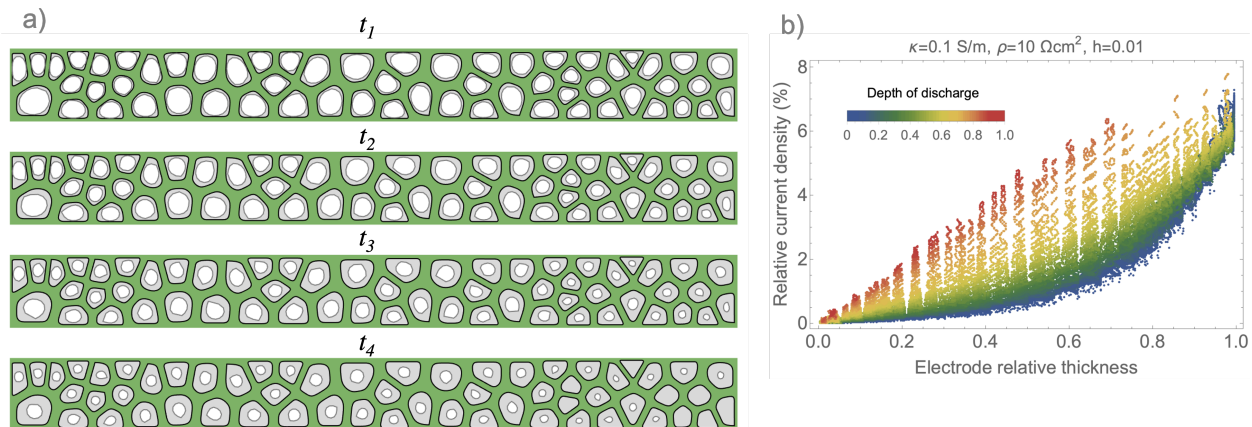 a)
t1
t2
t3
t4
b)
κ=0.1 S/m, ρ=10 Ωcm², h=0.01
Relative current density (%)
8
6
4
2
0
Depth of discharge
0 0.2 0.4 0.6 0.8 1.0
0.0 0.2 0.4 0.6 0.8 1.0
Electrode relative thickness